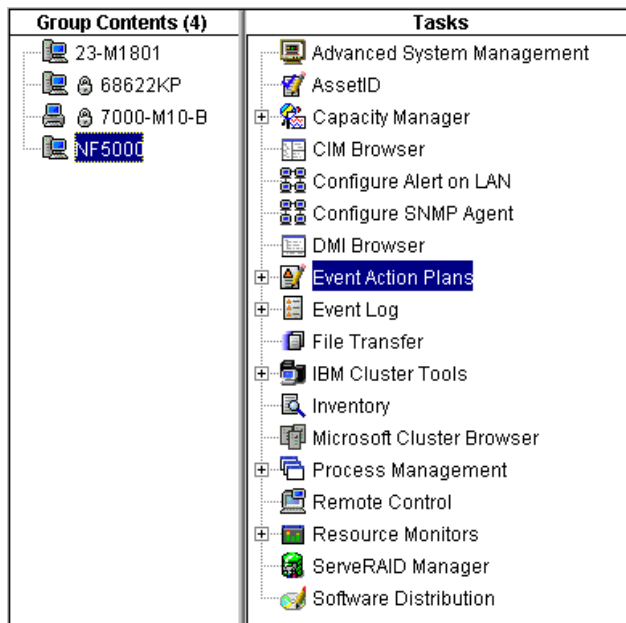 Group Contents (4)
23-M1801
68622KP
7000-M10-B
NF5000
Tasks
Advanced System Management
AssetID
Capacity Manager
CIM Browser
Configure Alert on LAN
Configure SNMP Agent
DMI Browser
Event Action Plans
Event Log
File Transfer
IBM Cluster Tools
Inventory
Microsoft Cluster Browser
Process Management
Remote Control
Resource Monitors
ServeRAID Manager
Software Distribution